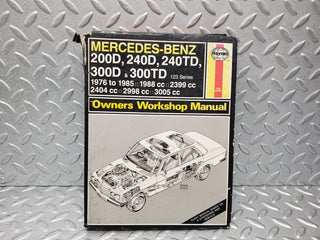 MERCEDES-BENZ
Haynes
200D, 240D, 240TD,
300D & 300TD 123 Series
1976 to 1985 □ 1988 cc □ 2399 cc
2404 cc □ 2998 cc □ 3005 cc
Owners Workshop Manual